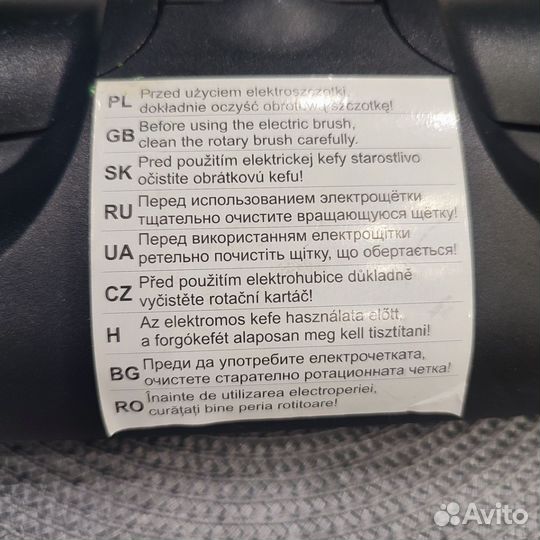 PL Przed użyciem elektroszczotki
dokładnie oczyść obrotową szczotkę!
GB Before using the electric brush,
clean the rotary brush carefully.
SK Pred použitím elektrickej kefy starostlivo
očistite obrátkovú kefu!
RU Перед использованием электрощётки
тщательно очистите вращающуюся щётку!
UA Перед використанням електрощітки
ретельно почистіть щітку, що обертається!
CZ Před použitím elektrohubice důkladně
vyčistěte rotační kartáč!
H Az elektromos kefe használata előtt,
a forgókefét alaposan meg kell tisztítani!
BG Преди да употребите електрочетката,
очистете старателно ротационната четка!
RO Înainte de utilizarea electroperiei,
curățați bine peria rotitoare!
Avito